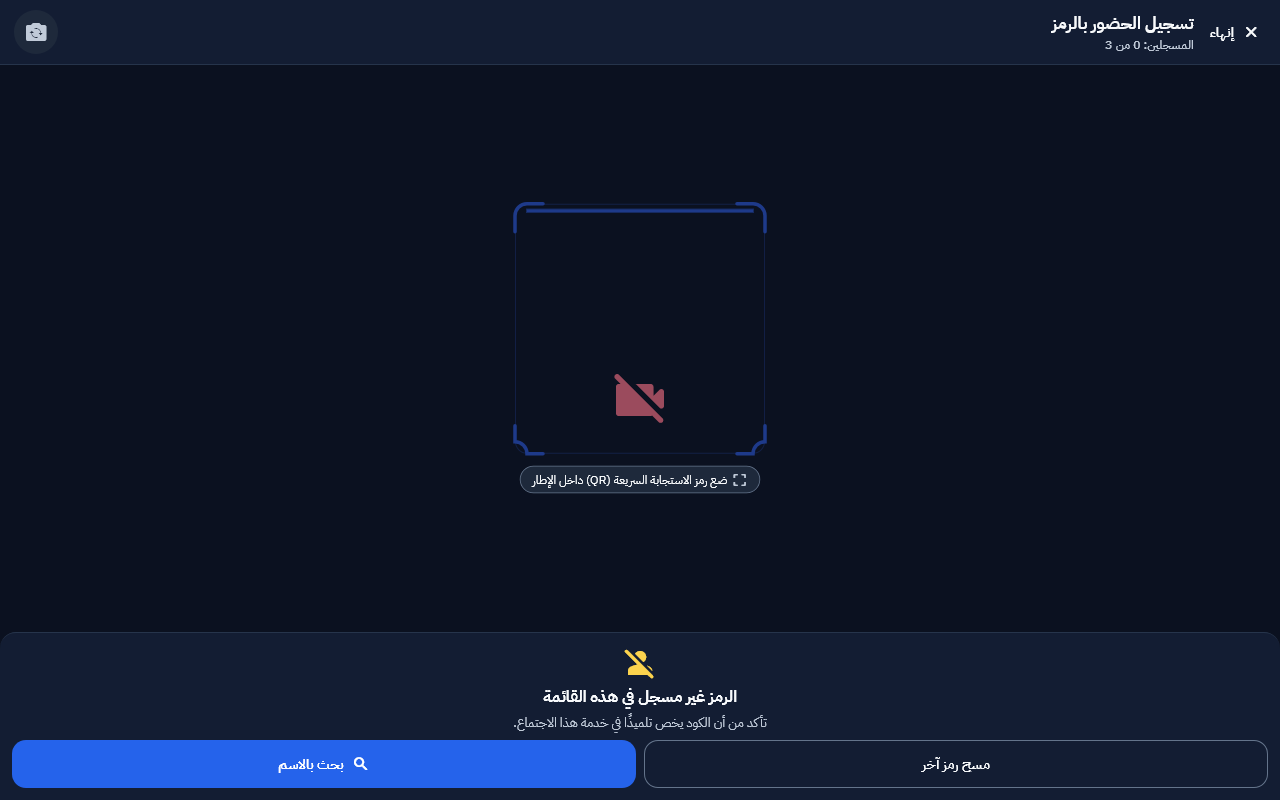 إنهاء
تسجيل الحضور بالرمز
المسجلين: 0 من 3
ضع رمز الاستجابة السريعة (QR) داخل الإطار
الرمز غير مسجل في هذه القائمة
تأكد من أن الكود يخص تلميذًا في خدمة هذا الاجتماع.
مسح رمز آخر
بحث بالاسم